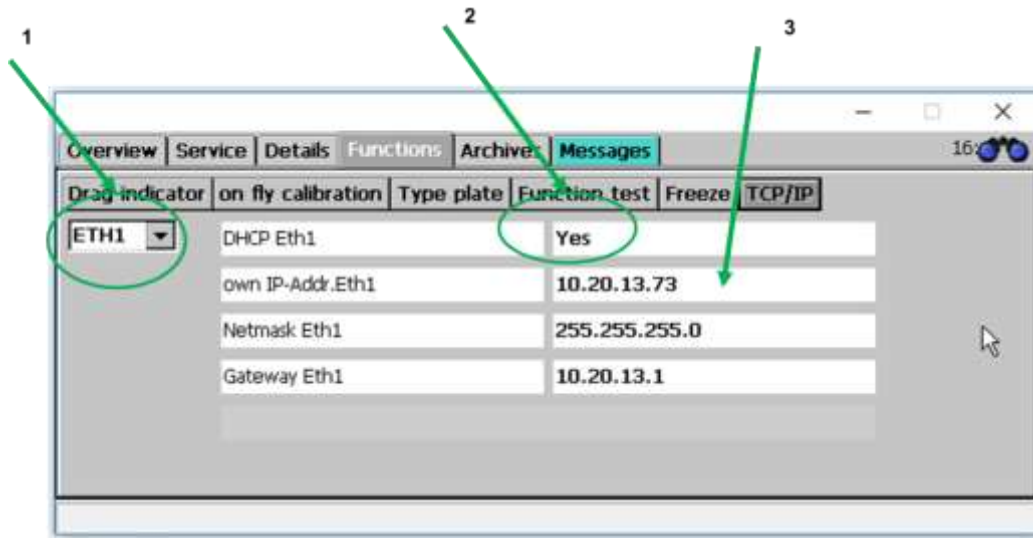 1
2
3
Overview Service Details Functions Archives Messages
16:
Drag indicator on fly calibration Type plate Function test Freeze TCP/IP
ETH1 DHCP Eth1 Yes
own IP-Addr.Eth1 10.20.13.73
Netmask Eth1 255.255.255.0
Gateway Eth1 10.20.13.1